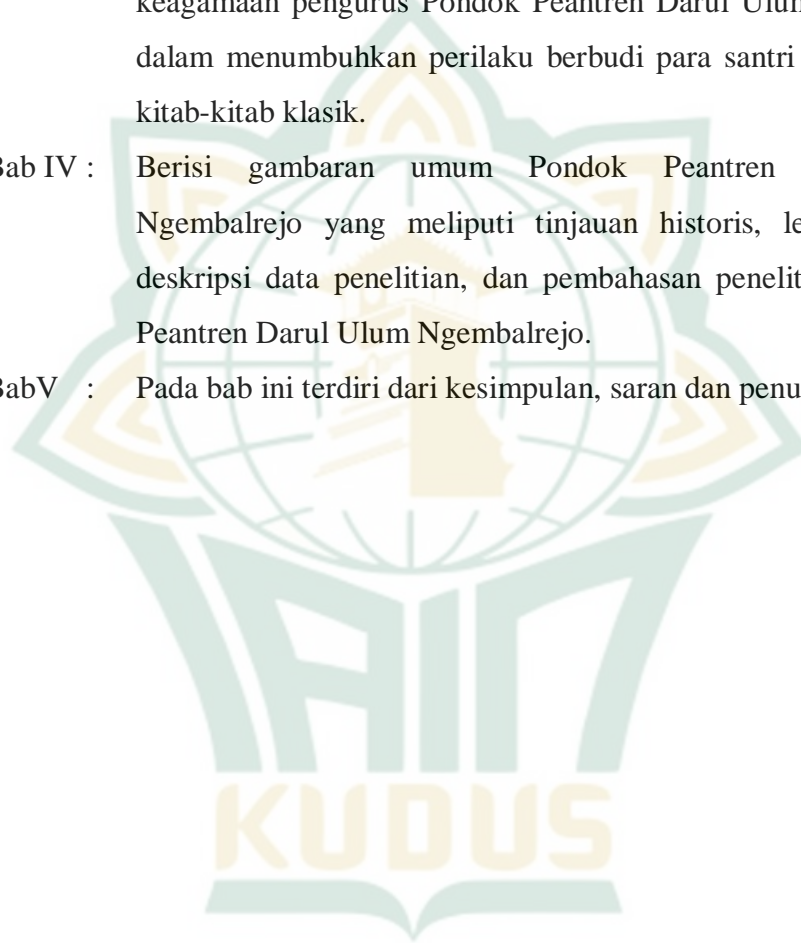 keagamaan pengurus Pondok Peantren Darul Ulum
dalam menumbuhkan perilaku berbudi para santri
kitab-kitab klasik.
Bab IV : Berisi gambaran umum Pondok Peantren
Ngembalrejo yang meliputi tinjauan historis,
deskripsi data penelitian, dan pembahasan
Peantren Darul Ulum Ngembalrejo.
BabV : Pada bab ini terdiri dari kesimpulan, saran dan
IAIN
KUDUS